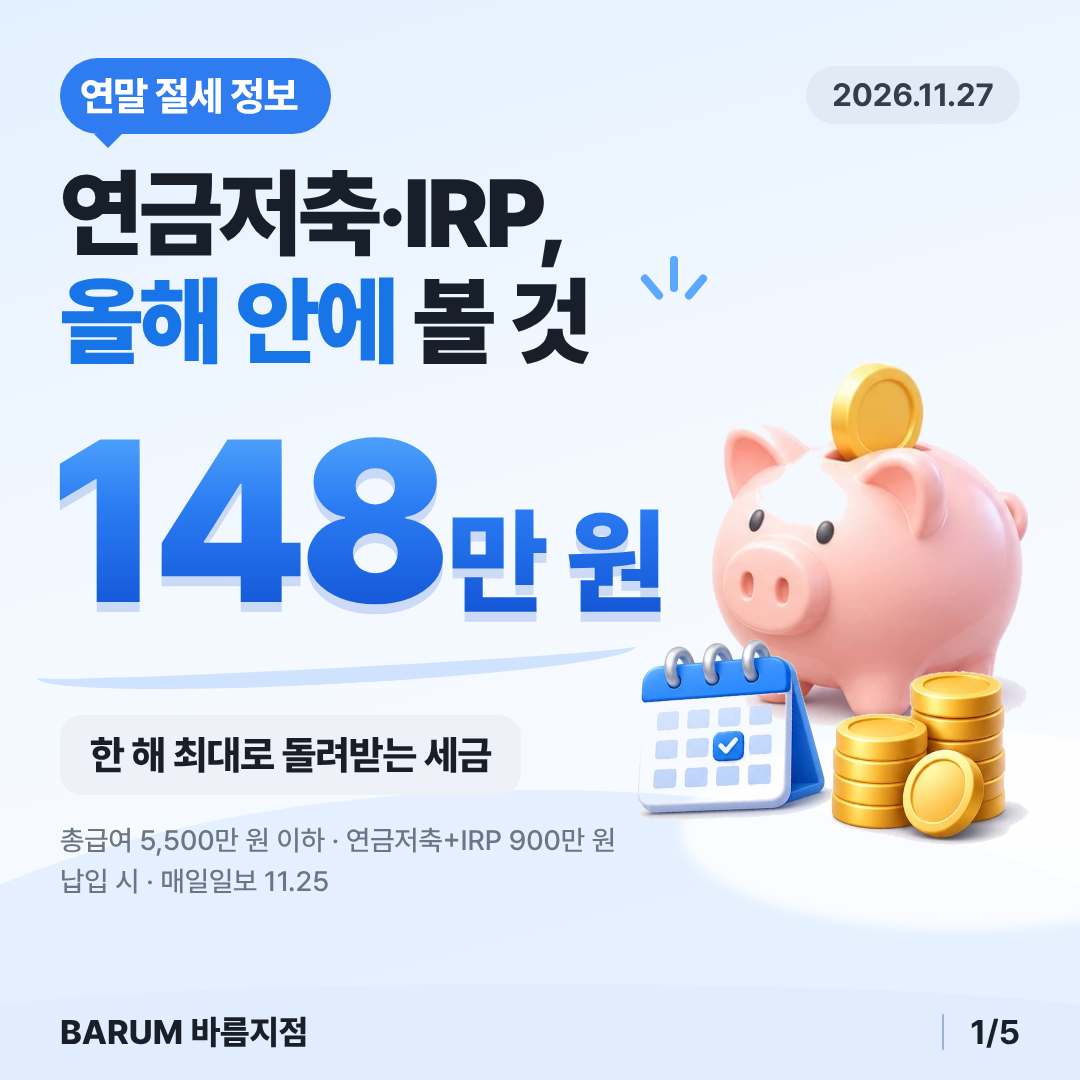 연말 절세 정보
2026.11.27
연금저축·IRP,
올해 안에 볼 것
148만 원
한 해 최대로 돌려받는 세금
총급여 5,500만 원 이하 · 연금저축+IRP 900만 원
납입 시 · 매일일보 11.25
BARUM 바름지점
1/5